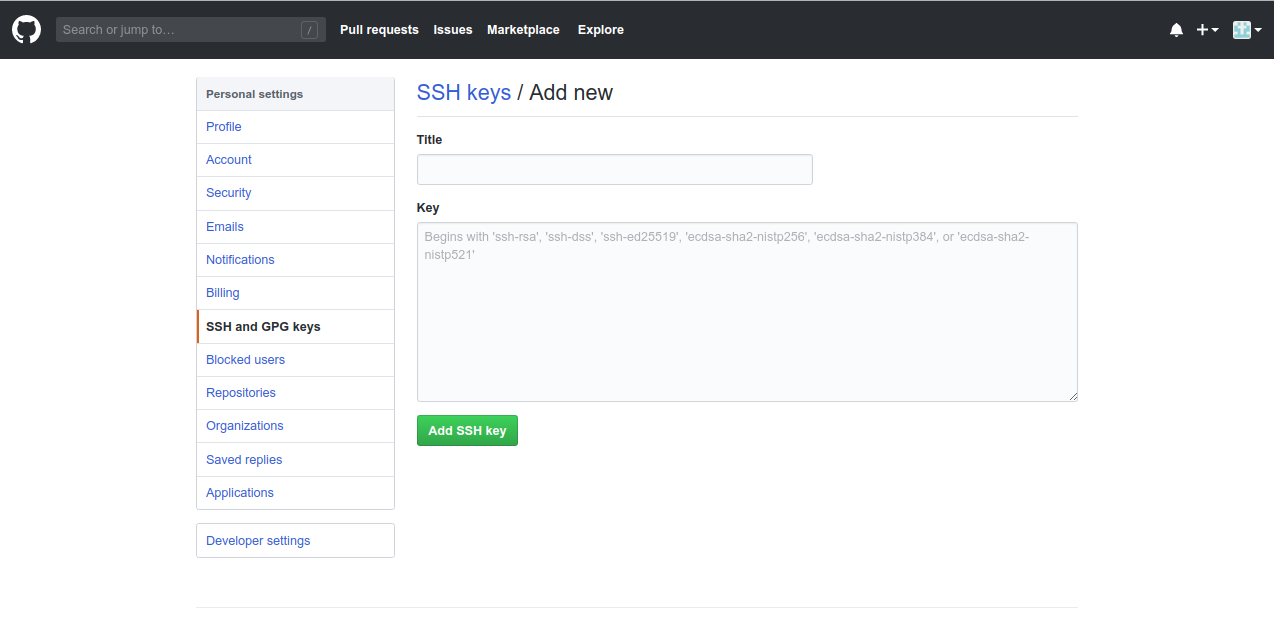 Search or jump to… /
Pull requests Issues Marketplace Explore
Personal settings
Profile
Account
Security
Emails
Notifications
Billing
SSH and GPG keys
Blocked users
Repositories
Organizations
Saved replies
Applications
Developer settings
SSH keys / Add new
Title
Key
Begins with 'ssh-rsa', 'ssh-dss', 'ssh-ed25519', 'ecdsa-sha2-nistp256', 'ecdsa-sha2-nistp384', or 'ecdsa-sha2-
nistp521'
Add SSH key